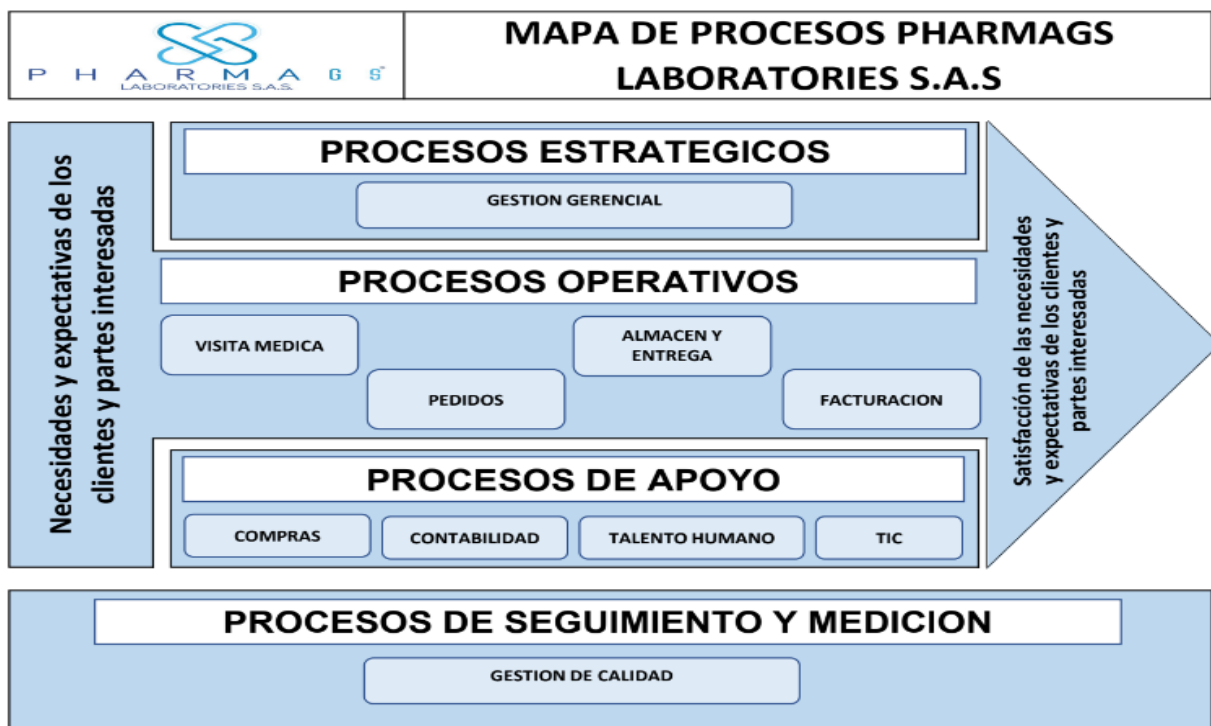 PHARMAGS
LABORATORIES S.A.S.
MAPA DE PROCESOS PHARMAGS
LABORATORIES S.A.S
Necesidades y expectativas de los
clientes y partes interesadas
PROCESOS ESTRATEGICOS
GESTION GERENCIAL
PROCESOS OPERATIVOS
VISITA MEDICA
PEDIDOS
ALMACEN Y
ENTREGA
FACTURACION
PROCESOS DE APOYO
COMPRAS
CONTABILIDAD
TALENTO HUMANO
TIC
Satisfacción de las necesidades
y expectativas de los clientes y
partes interesadas
PROCESOS DE SEGUIMIENTO Y MEDICION
GESTION DE CALIDAD